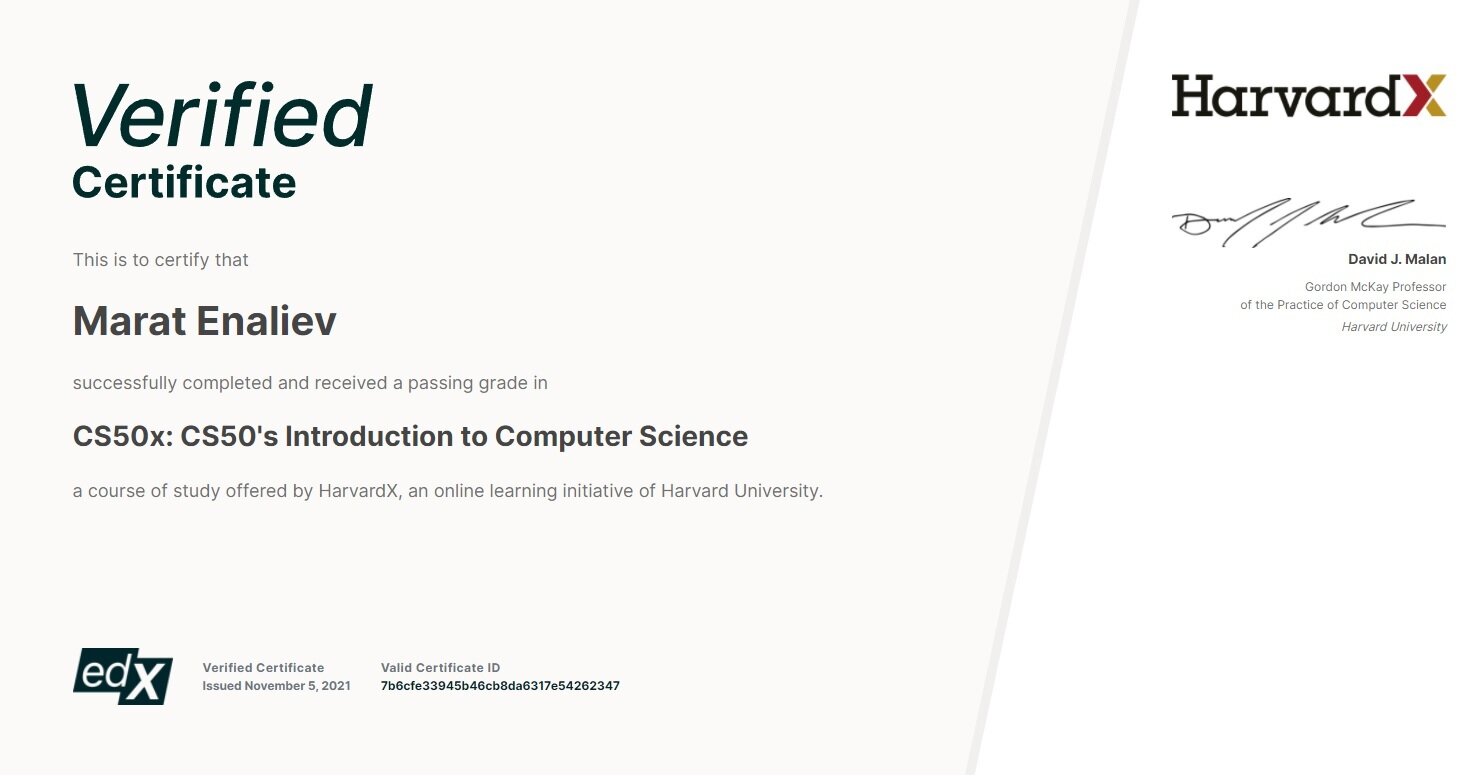 Verified
Certificate
This is to certify that
Marat Enaliev
successfully completed and received a passing grade in
CS50x: CS50's Introduction to Computer Science
a course of study offered by HarvardX, an online learning initiative of Harvard University.
edX
Verified Certificate
Issued November 5, 2021
Valid Certificate ID
7b6cfe33945b46cb8da6317e54262347
HarvardX
David J. Malan
Gordon McKay Professor
of the Practice of Computer Science
Harvard University